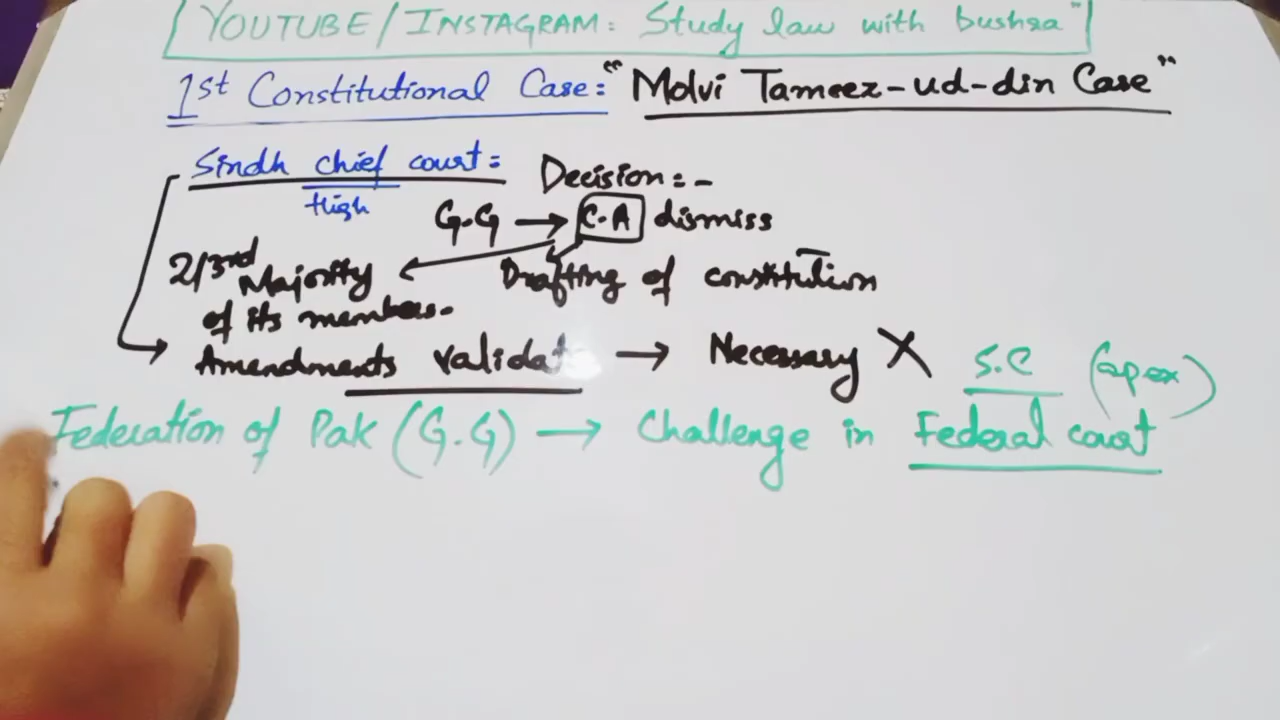 YOUTUBE/INSTAGRAM: Study law with bushra"
1st Constitutional Case: "Molvi Tameez-ud-din Case"
Sindh chief court:
High
Decision:-
G.G → C.A dismiss
2/3rd Majority of its members.
Drafting of constitution
Amendments validate → Necessary X
S.C (apex)
Federation of Pak (G.G) → Challenge in Federal court